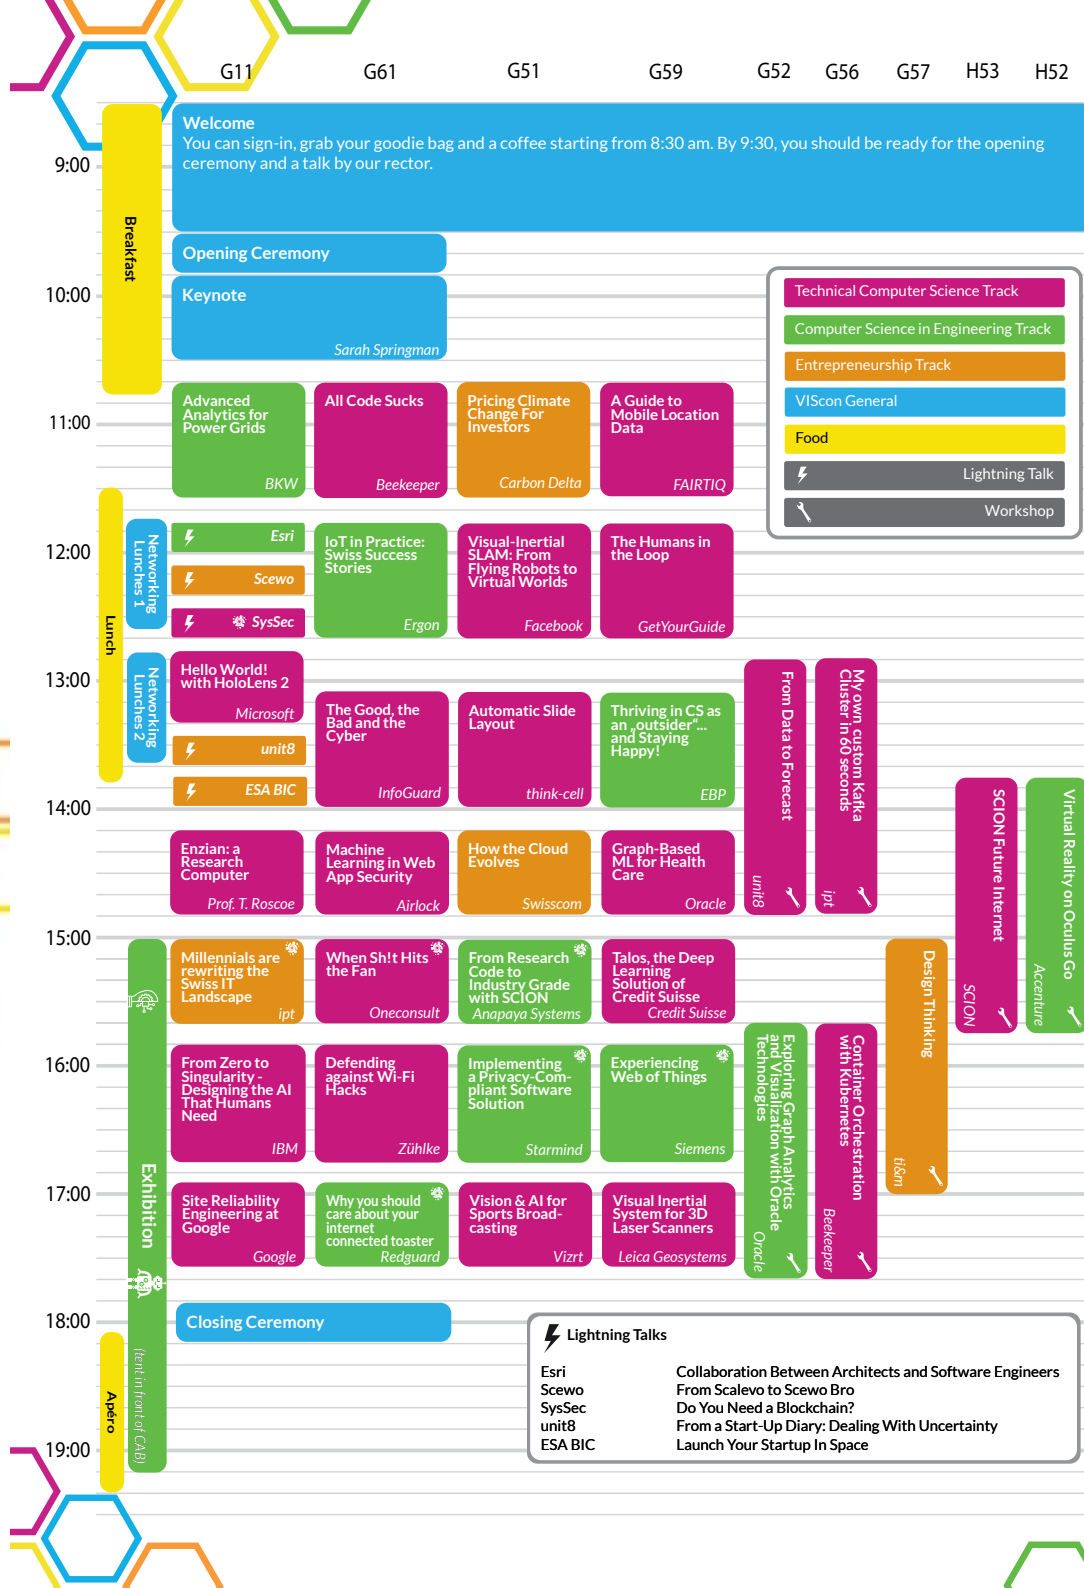 G11 G61 G51 G59 G52 G56 G57 H53 H52
Welcome
You can sign-in, grab your goodie bag and a coffee starting from 8:30 am. By 9:30, you should be ready for the opening
ceremony and a talk by our rector.
9:00
Breakfast
Opening Ceremony
10:00
Keynote
Sarah Springman
Technical Computer Science Track
Computer Science in Engineering Track
Entrepreneurship Track
VIScon General
Food
Lightning Talk
Workshop
11:00
Advanced
Analytics for
Power Grids
BKW
All Code Sucks
Beekeeper
Pricing Climate
Change For
Investors
Carbon Delta
A Guide to
Mobile Location
Data
FAIRTIQ
Lunch
Networking
Lunches 1
12:00
Esri
Scewo
SysSec
IoT in Practice:
Swiss Success
Stories
Ergon
Visual-Inertial
SLAM: From
Flying Robots to
Virtual Worlds
Facebook
The Humans in
the Loop
GetYourGuide
Networking
Lunches 2
13:00
Hello World!
with HoloLens 2
Microsoft
unit8
ESA BIC
The Good, the
Bad and the
Cyber
InfoGuard
Automatic Slide
Layout
think-cell
Thriving in CS as
an „outsider“...
and Staying
Happy!
EBP
From Data to Forecast
unit8
My own custom Kafka
Cluster in 60 seconds
ipt
SCION Future Internet
SCION
Virtual Reality on Oculus Go
Accenture
14:00
Enzian: a
Research
Computer
Prof. T. Roscoe
Machine
Learning in Web
App Security
Airlock
How the Cloud
Evolves
Swisscom
Graph-Based
ML for Health
Care
Oracle
15:00
Millennials are
rewriting the
Swiss IT
Landscape
ipt
When Sh!t Hits
the Fan
Oneconsult
From Research
Code to
Industry Grade
with SCION
Anapaya Systems
Talos, the Deep
Learning
Solution of
Credit Suisse
Credit Suisse
Design Thinking
ti&m
Exploring Graph Analytics
and Visualization with Oracle
Technologies
Oracle
Container Orchestration
with Kubernetes
Beekeeper
16:00
From Zero to
Singularity -
Designing the AI
That Humans
Need
IBM
Defending
against Wi-Fi
Hacks
Zühlke
Implementing
a Privacy-Com-
pliant Software
Solution
Starmind
Experiencing
Web of Things
Siemens
Exhibition
(tent in front of CAB)
17:00
Site Reliability
Engineering at
Google
Google
Why you should
care about your
internet
connected toaster
Redguard
Vision & AI for
Sports Broad-
casting
Vizrt
Visual Inertial
System for 3D
Laser Scanners
Leica Geosystems
18:00
Closing Ceremony
Apéro
19:00
Lightning Talks
Esri Collaboration Between Architects and Software Engineers
Scewo From Scalevo to Scewo Bro
SysSec Do You Need a Blockchain?
unit8 From a Start-Up Diary: Dealing With Uncertainty
ESA BIC Launch Your Startup In Space